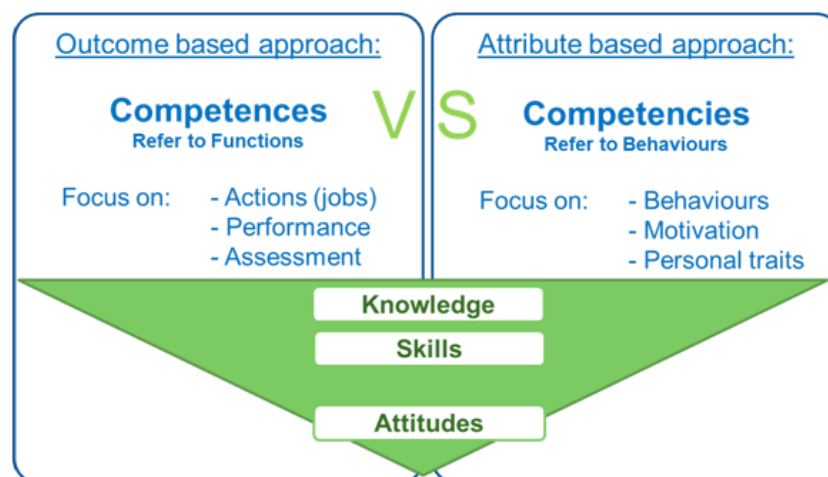 Outcome based approach:
Competences
Refer to Functions
Focus on:
- Actions (jobs)
- Performance
- Assessment
VS
Attribute based approach:
Competencies
Refer to Behaviours
Focus on:
- Behaviours
- Motivation
- Personal traits
Knowledge
Skills
Attitudes